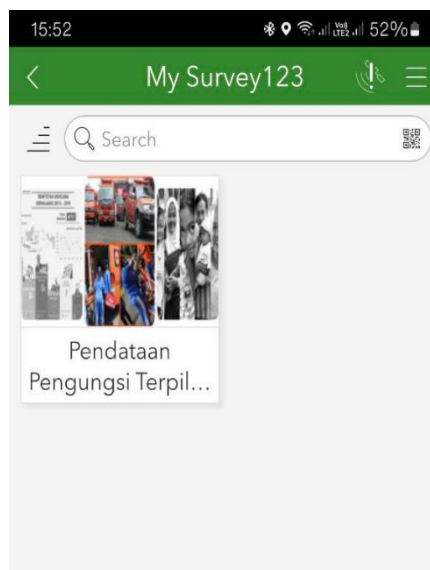 15:52 52%
My Survey123
Search
Pendataan
Pengungsi Terpil...